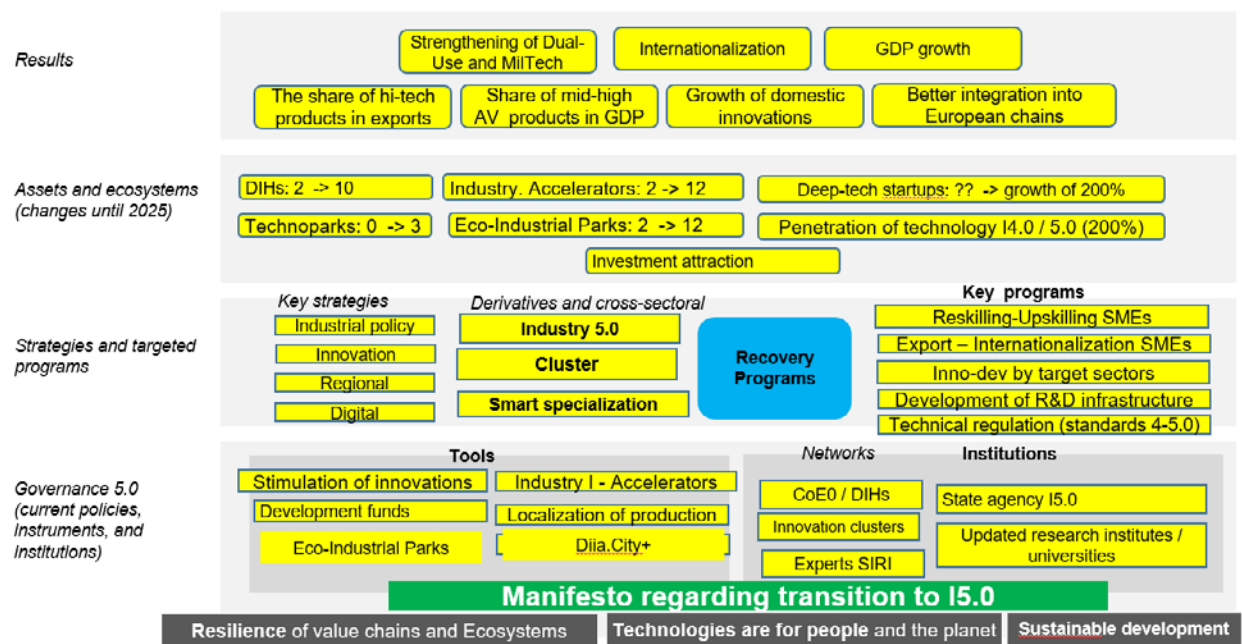 Results
Strengthening of Dual-
Use and MilTech
Internationalization
GDP growth
The share of hi-tech
products in exports
Share of mid-high
AV products in GDP
Growth of domestic
innovations
Better integration into
European chains
Assets and ecosystems
(changes until 2025)
DIHs: 2 -> 10
Industry. Accelerators: 2 -> 12
Deep-tech startups: ?? -> growth of 200%
Technoparks: 0 -> 3
Eco-Industrial Parks: 2 -> 12
Penetration of technology I4.0 / 5.0 (200%)
Investment attraction
Strategies and targeted
programs
Key strategies
Industrial policy
Innovation
Regional
Digital
Derivatives and cross-sectoral
Industry 5.0
Cluster
Smart specialization
Recovery
Programs
Key programs
Reskilling-Upskilling SMEs
Export – Internationalization SMEs
Inno-dev by target sectors
Development of R&D infrastructure
Technical regulation (standards 4-5.0)
Governance 5.0
(current policies,
Instruments, and
Institutions)
Tools
Stimulation of innovations
Industry I - Accelerators
Development funds
Localization of production
Eco-Industrial Parks
Diia.City+
Networks
CoE0 / DIHs
Innovation clusters
Experts SIRI
Institutions
State agency I5.0
Updated research institutes /
universities
Manifesto regarding transition to I5.0
Resilience of value chains and Ecosystems
Technologies are for people and the planet
Sustainable development